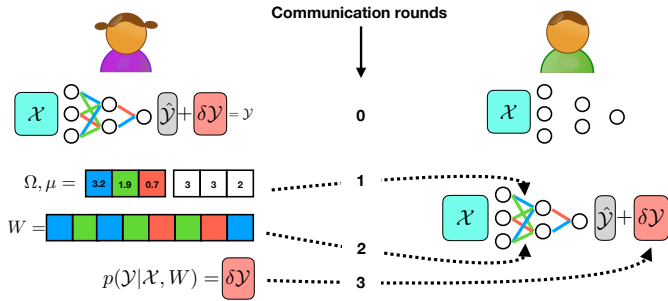 Communication rounds
𝒳 Ŷ + δ𝒴 = 𝒴
0
𝒳
Ω, μ = 3.2 1.9 0.7 3 3 2
1
W =
2
𝒳 Ŷ + δ𝒴
p(𝒴|𝒳, W) = δ𝒴
3